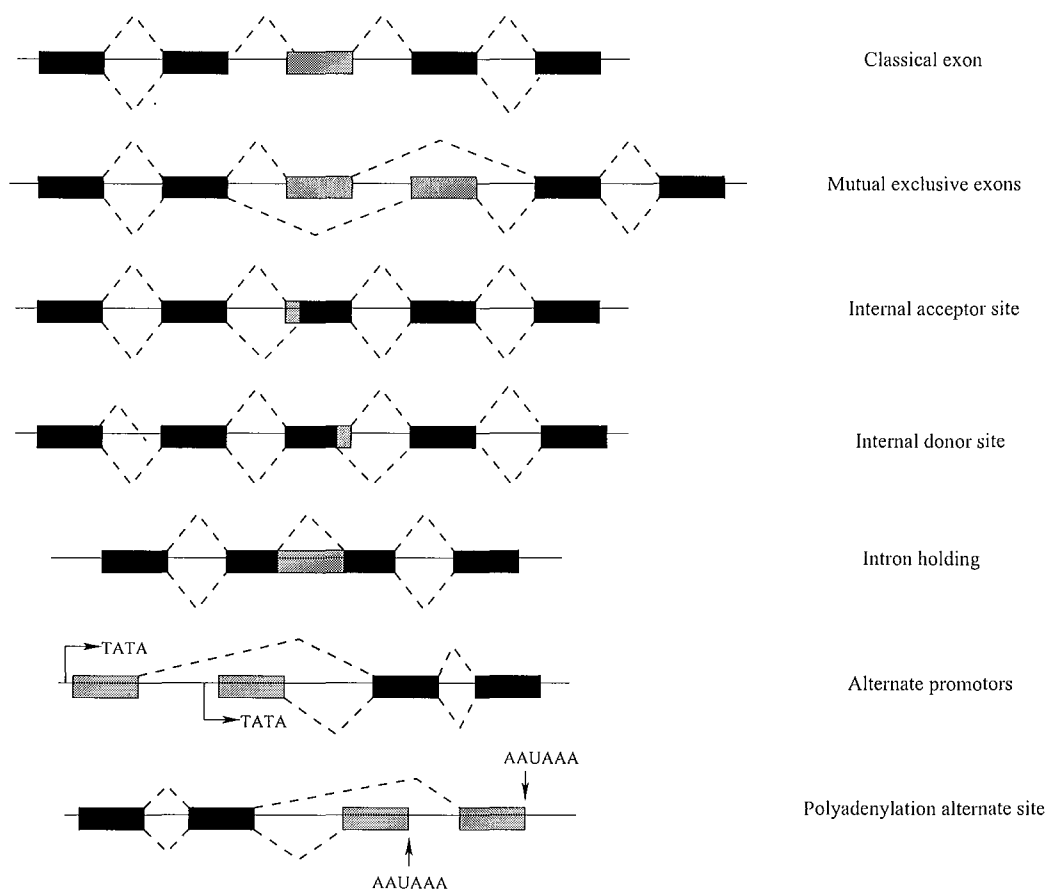 Classical exon
Mutual exclusive exons
Internal acceptor site
Internal donor site
Intron holding
TATA
TATA
Alternate promotors
AAUAAA
Polyadenylation alternate site
AAUAAA